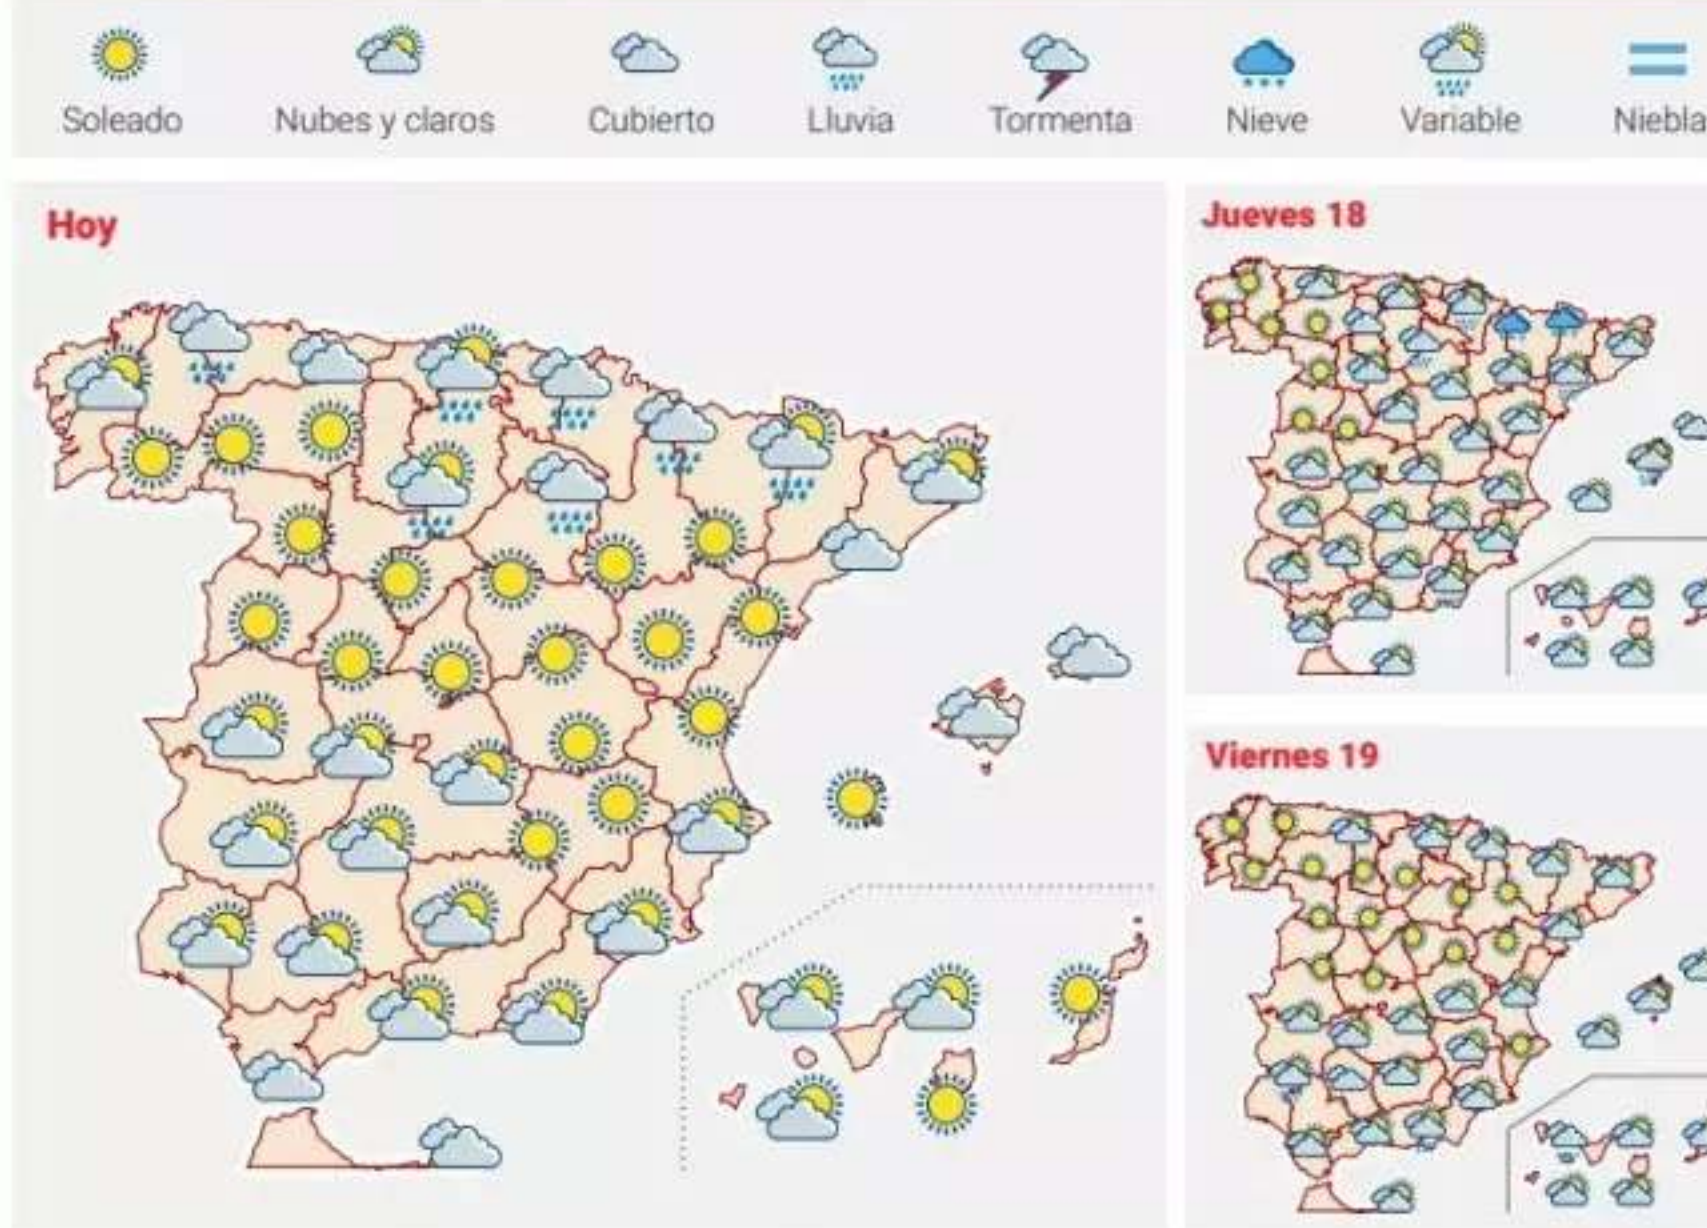 Soleado
Nubes y claros
Cubierto
Lluvia
Tormenta
Nieve
Variable
Niebla
Hoy
Jueves 18
Viernes 19